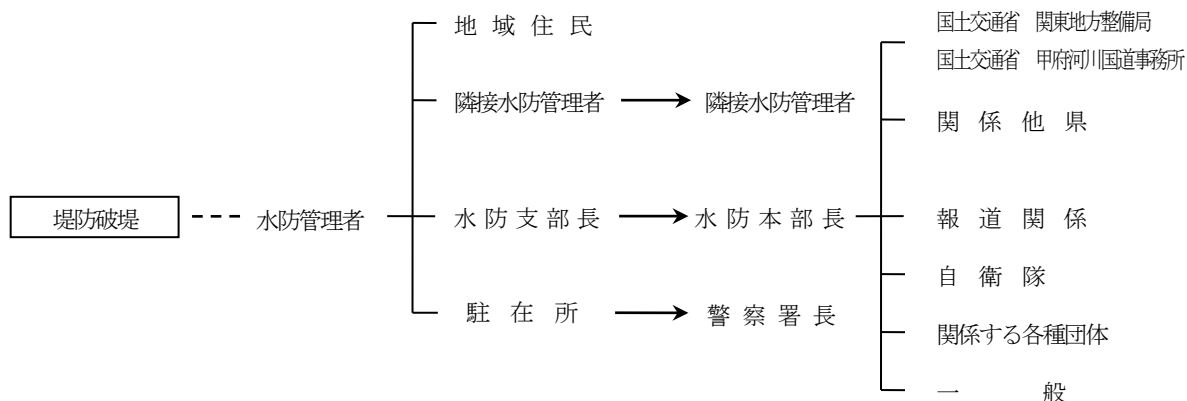 堤防破堤
水防管理者
地域住民
隣接水防管理者
水防支部長
駐在所
隣接水防管理者
水防本部長
警察署長
国土交通省 関東地方整備局
国土交通省 甲府河川国道事務所
関係他県
報道関係
自衛隊
関係する各種団体
一般